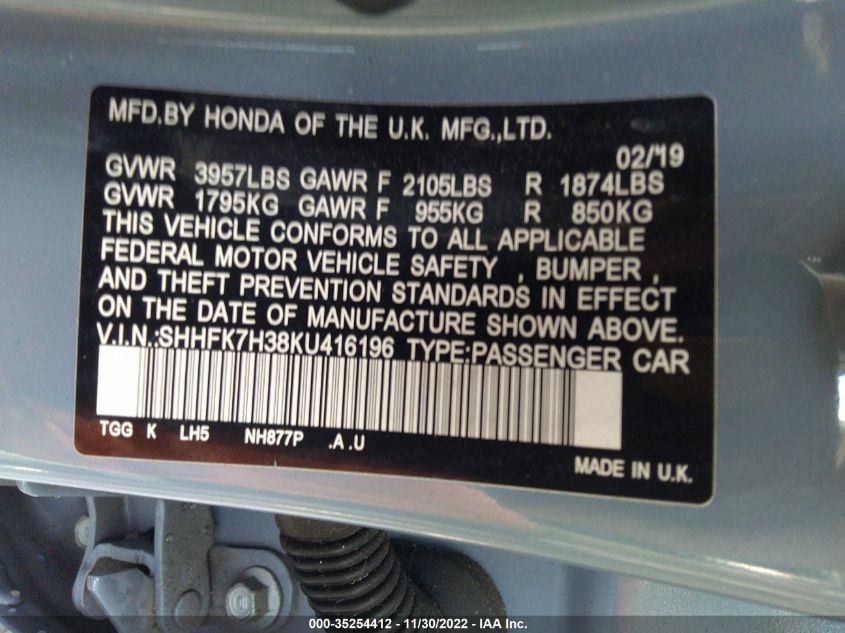 MFD.BY HONDA OF THE U.K. MFG.,LTD.
02/'19
GVWR 3957LBS GAWR F 2105LBS R 1874LBS
GVWR 1795KG GAWR F 955KG R 850KG
THIS VEHICLE CONFORMS TO ALL APPLICABLE
FEDERAL MOTOR VEHICLE SAFETY , BUMPER ,
AND THEFT PREVENTION STANDARDS IN EFFECT
ON THE DATE OF MANUFACTURE SHOWN ABOVE.
V.I.N.:SHHFK7H38KU416196 TYPE:PASSENGER CAR
TGG K LH5 NH877P .A .U
MADE IN U.K.
000-35254412 - 11/30/2022 - IAA Inc.